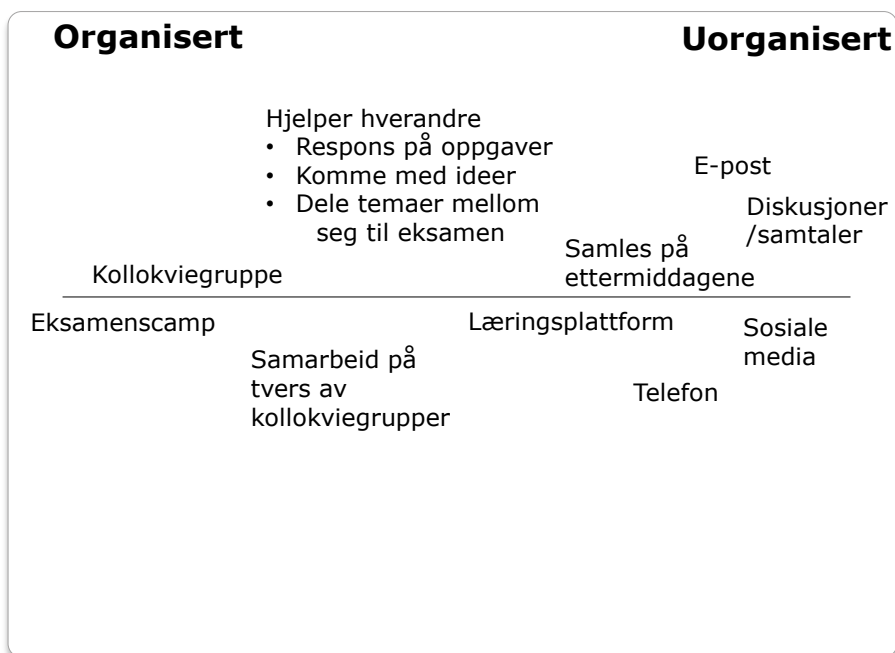 Organisert
Uorganisert
Hjelper hverandre
• Respons på oppgaver
• Komme med ideer
• Dele temaer mellom
seg til eksamen
E-post
Diskusjoner
/samtaler
Samles på
ettermiddagene
Kollokviegruppe
Eksamenscamp
Læringsplattform
Sosiale
media
Samarbeid på
tvers av
kollokviegrupper
Telefon